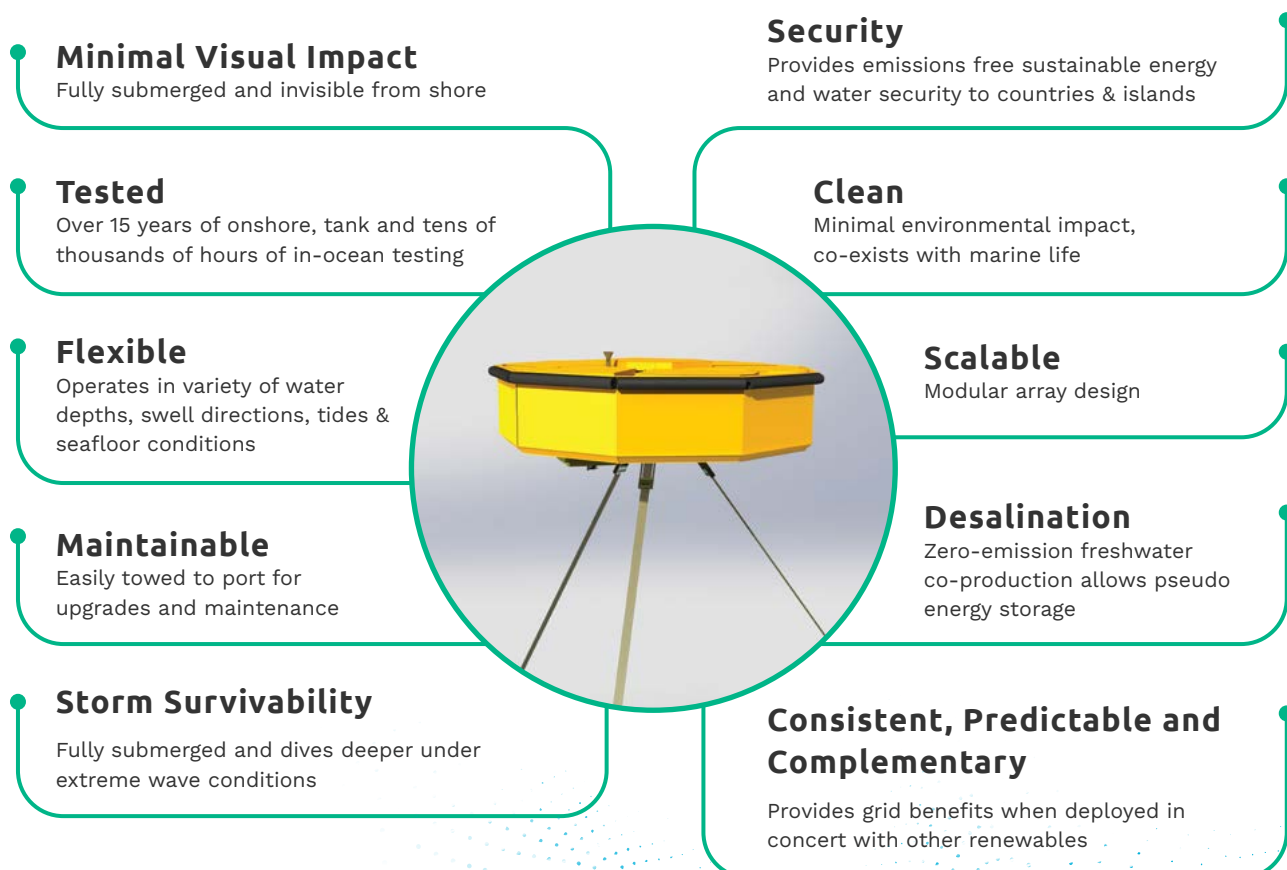 Minimal Visual Impact
Fully submerged and invisible from shore
Tested
Over 15 years of onshore, tank and tens of
thousands of hours of in-ocean testing
Flexible
Operates in variety of water
depths, swell directions, tides &
seafloor conditions
Maintainable
Easily towed to port for
upgrades and maintenance
Storm Survivability
Fully submerged and dives deeper under
extreme wave conditions
Security
Provides emissions free sustainable energy
and water security to countries & islands
Clean
Minimal environmental impact,
co-exists with marine life
Scalable
Modular array design
Desalination
Zero-emission freshwater
co-production allows pseudo
energy storage
Consistent, Predictable and
Complementary
Provides grid benefits when deployed in
concert with other renewables